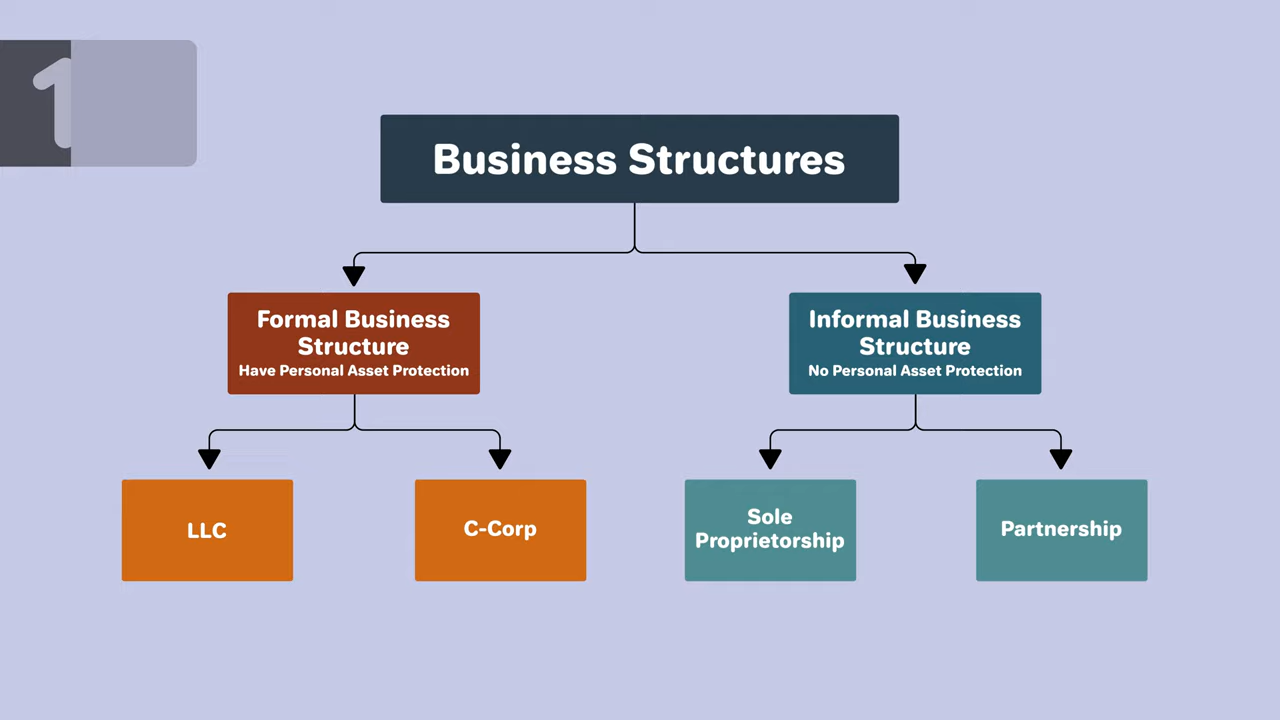 1
Business Structures
Formal Business
Structure
Have Personal Asset Protection
Informal Business
Structure
No Personal Asset Protection
LLC
C-Corp
Sole
Proprietorship
Partnership